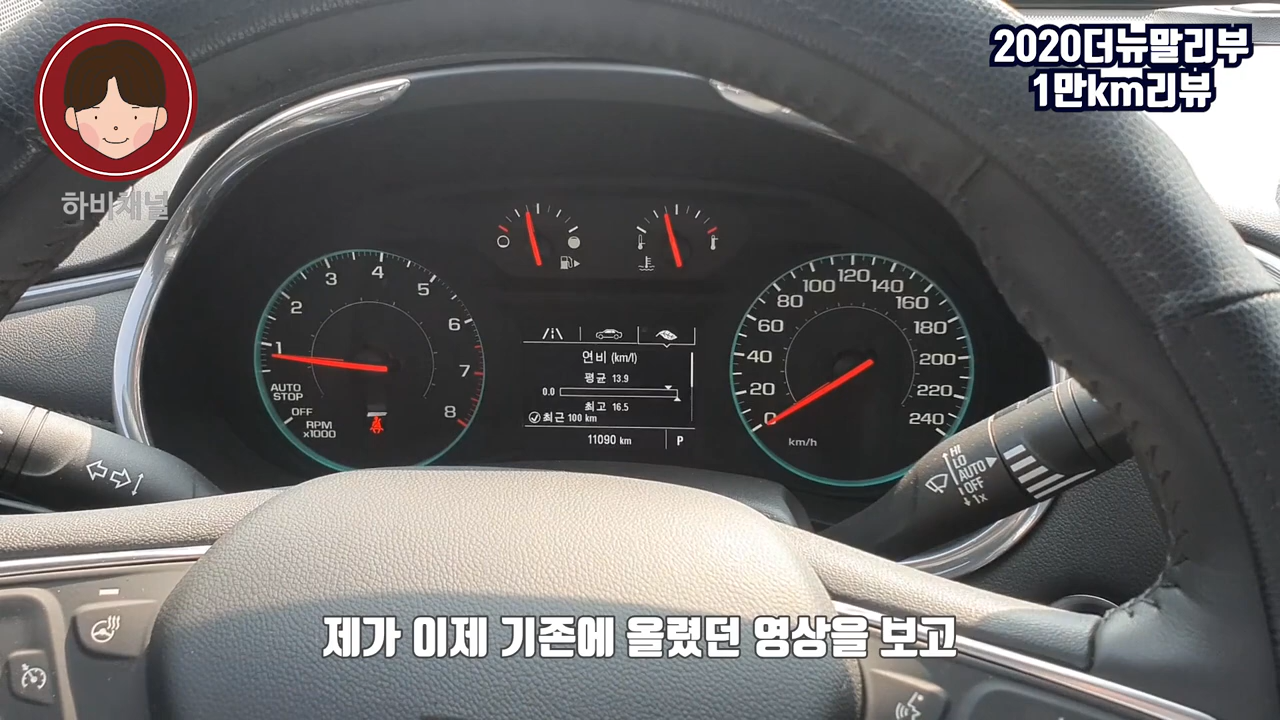 2020더뉴말리부
1만km리뷰
하비채널
1
2
3
4
5
6
7
8
AUTO
STOP
OFF
RPM
x1000
연비 (km/l)
평균 13.9
0.0
최고 16.5
최근 100 km
11090 km
P
0
20
40
60
80
100
120
140
160
180
200
220
240
km/h
HI
LO
AUTO
OFF
1x
제가 이제 기존에 올렸던 영상을 보고